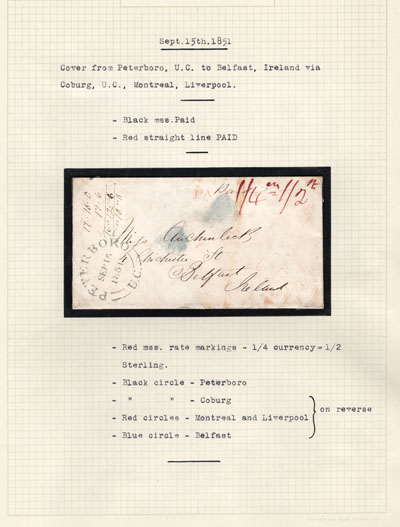 Sept.15th.1851
Cover from Peterboro, U.C. to Belfast, Ireland via
Coburg, U.C., Montreal, Liverpool.
- Black mss.Paid
- Red straight line PAID
Paid
1/4 cy = 1/2 st
PETERBORO
SEP 15
1851
U.C.
Miss Auchinleck
St
Belfast
Ireland
- Red mss. rate markings - 1/4 currency = 1/2
Sterling.
- Black circle - Peterboro
- " " - Coburg
- Red circles - Montreal and Liverpool
on reverse
- Blue circle - Belfast